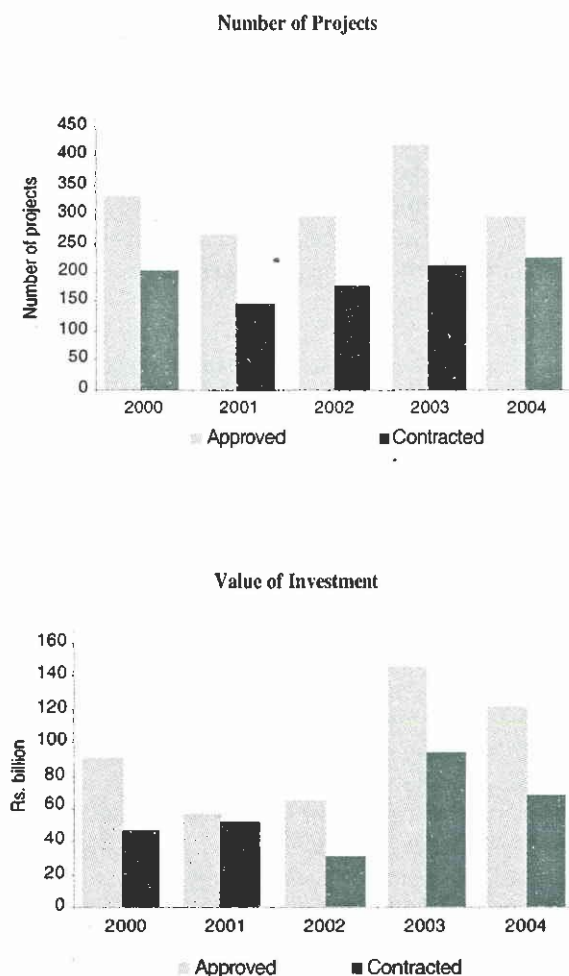 Number of Projects
450
400
350
300
250
200
150
100
50
0
Number of projects
2000 2001 2002 2003 2004
Approved Contracted
Value of Investment
160
140
120
100
80
60
40
20
0
Rs. billion
2000 2001 2002 2003 2004
Approved Contracted